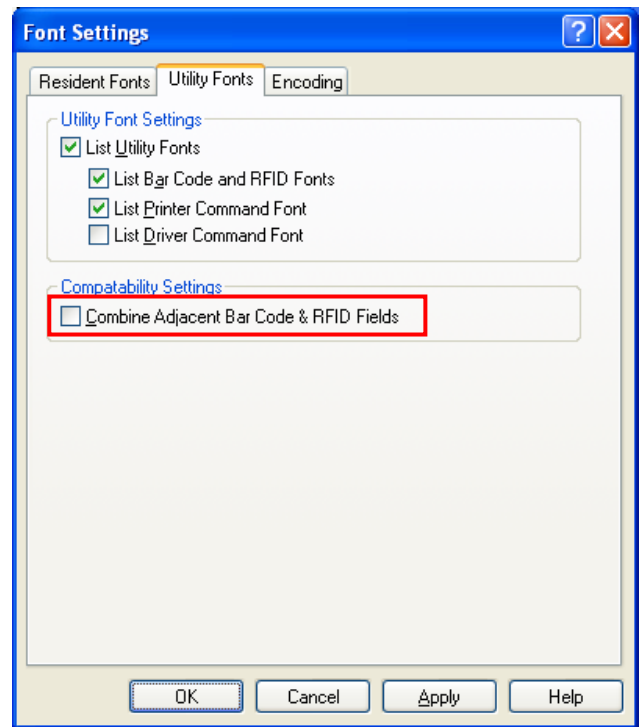 Font Settings
Resident Fonts Utility Fonts Encoding
Utility Font Settings
List Utility Fonts
List Bar Code and RFID Fonts
List Printer Command Font
List Driver Command Font
Compatability Settings
Combine Adjacent Bar Code & RFID Fields
OK Cancel Apply Help